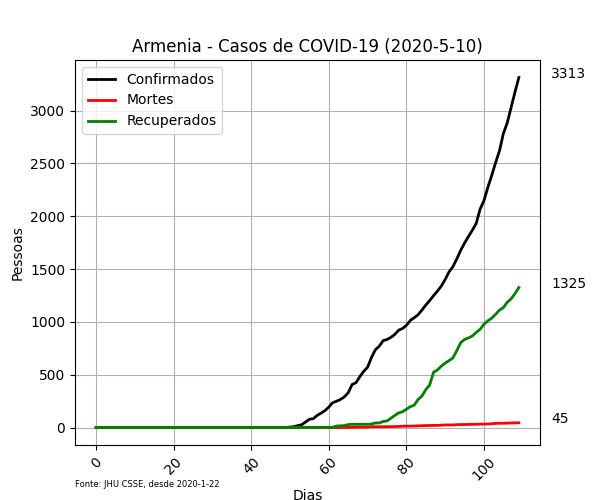 Armenia - Casos de COVID-19 (2020-5-10)
Confirmados
Mortes
Recuperados
3313
1325
45
3000
2500
2000
1500
1000
500
0
Pessoas
0
20
40
60
80
100
Fonte: JHU CSSE, desde 2020-1-22
Dias